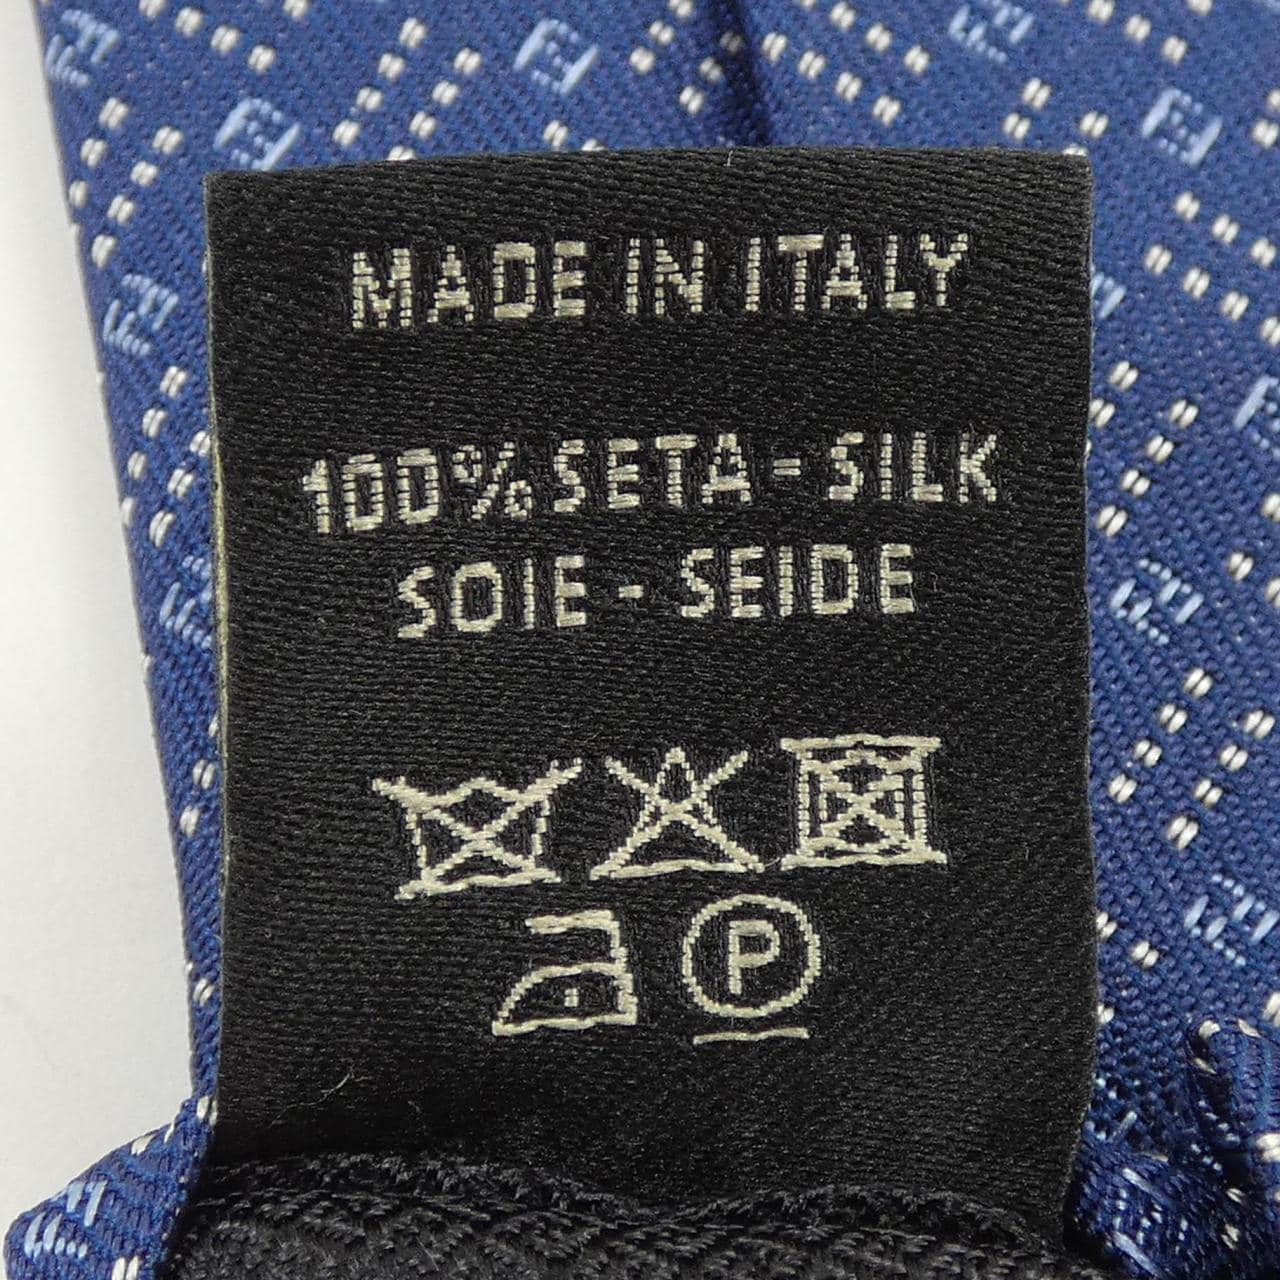 MADE IN ITALY
100% SETA - SILK
SOIE - SEIDE
P